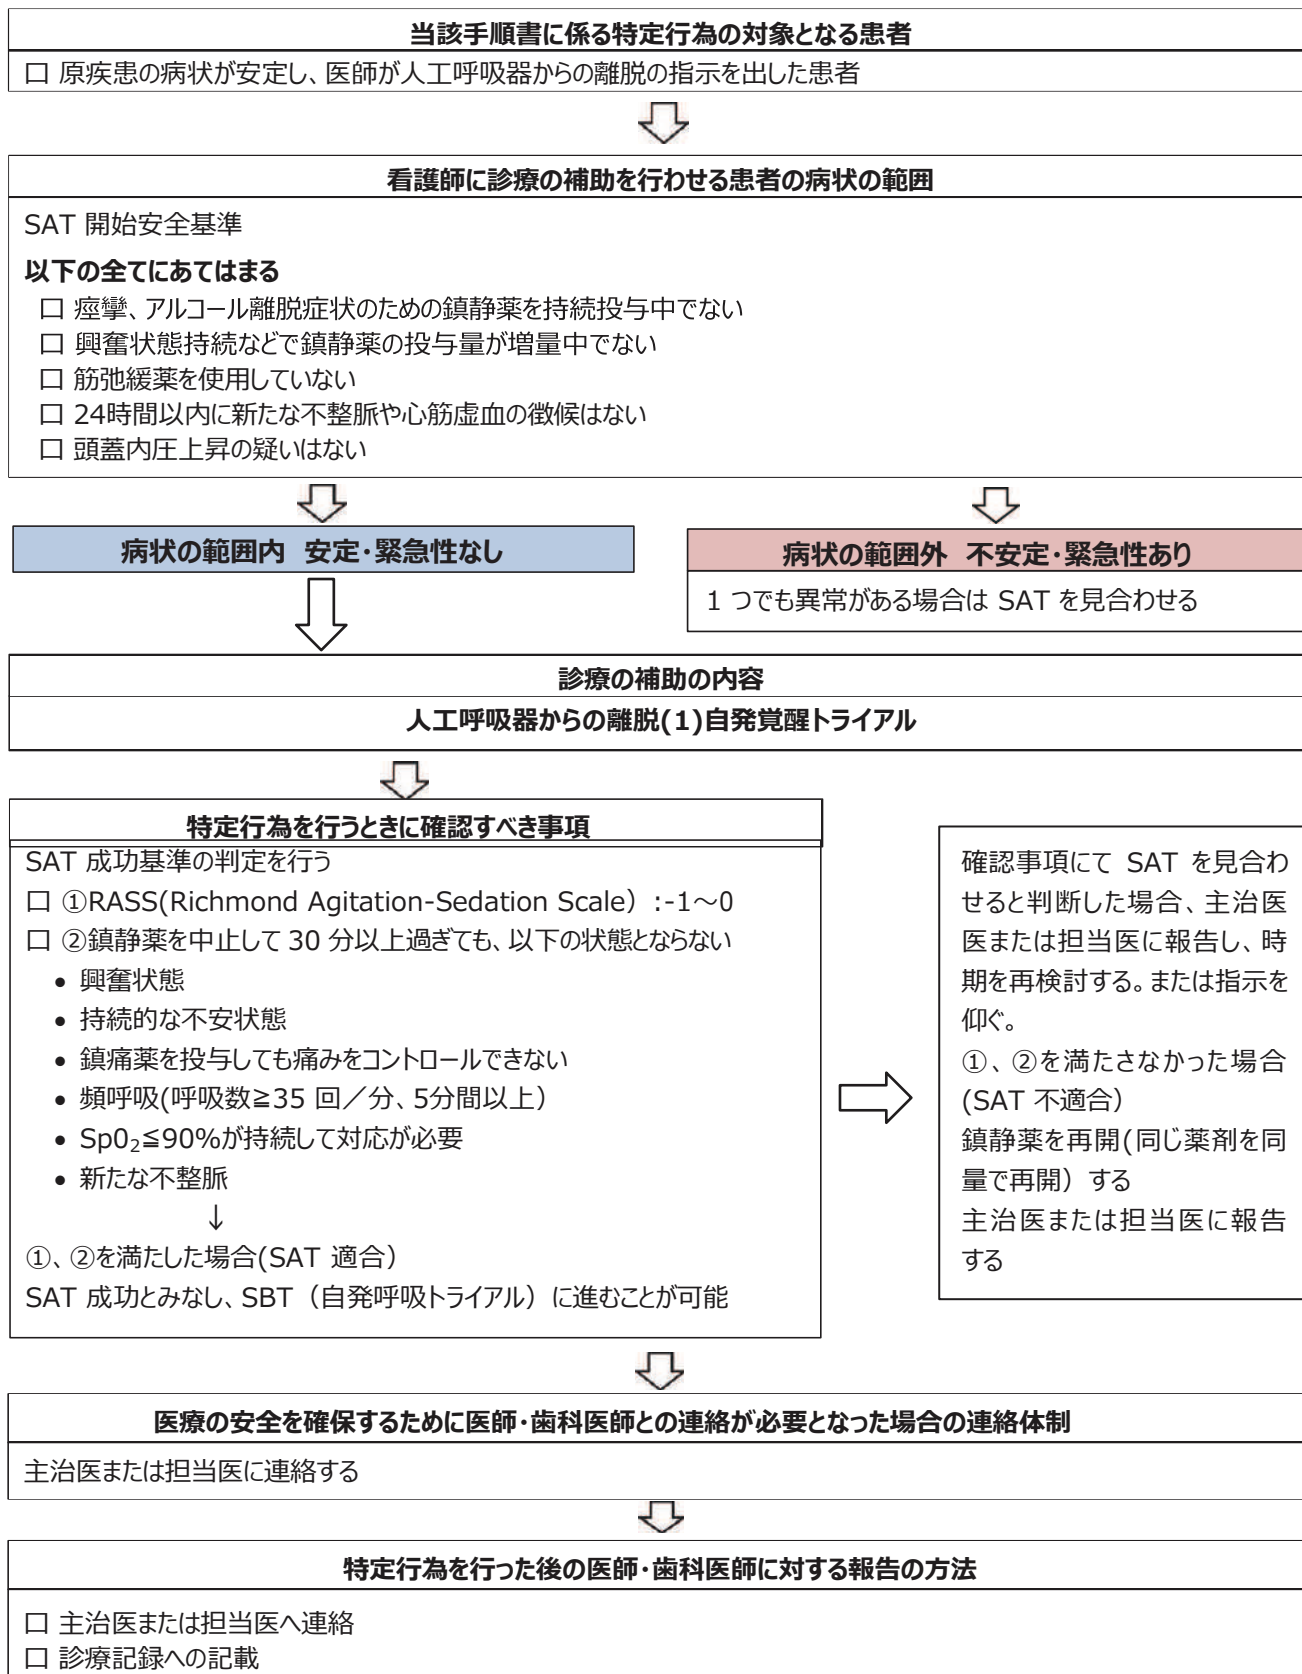 当該手順書に係る特定行為の対象となる患者
□ 原疾患の病状が安定し、医師が人工呼吸器からの離脱の指示を出した患者
看護師に診療の補助を行わせる患者の病状の範囲
SAT 開始安全基準
以下の全てにあてはまる
□ 痙攣、アルコール離脱症状のための鎮静薬を持続投与中でない
□ 興奮状態持続などで鎮静薬の投与量が増量中でない
□ 筋弛緩薬を使用していない
□ 24時間以内に新たな不整脈や心筋虚血の徴候はない
□ 頭蓋内圧上昇の疑いはない
病状の範囲内 安定・緊急性なし
病状の範囲外 不安定・緊急性あり
1 つでも異常がある場合は SAT を見合わせる
診療の補助の内容
人工呼吸器からの離脱(1)自発覚醒トライアル
特定行為を行うときに確認すべき事項
SAT 成功基準の判定を行う
□ ①RASS(Richmond Agitation-Sedation Scale）:-1～0
□ ②鎮静薬を中止して 30 分以上過ぎても、以下の状態とならない
• 興奮状態
• 持続的な不安状態
• 鎮痛薬を投与しても痛みをコントロールできない
• 頻呼吸(呼吸数≧35 回／分、5分間以上）
• Sp0₂≦90%が持続して対応が必要
• 新たな不整脈
↓
①、②を満たした場合(SAT 適合）
SAT 成功とみなし、SBT（自発呼吸トライアル）に進むことが可能
確認事項にて SAT を見合わ
せると判断した場合、主治医
医または担当医に報告し、時
期を再検討する。または指示を
仰ぐ。
①、②を満たさなかった場合
(SAT 不適合）
鎮静薬を再開(同じ薬剤を同
量で再開）する
主治医または担当医に報告
する
医療の安全を確保するために医師・歯科医師との連絡が必要となった場合の連絡体制
主治医または担当医に連絡する
特定行為を行った後の医師・歯科医師に対する報告の方法
□ 主治医または担当医へ連絡
□ 診療記録への記載